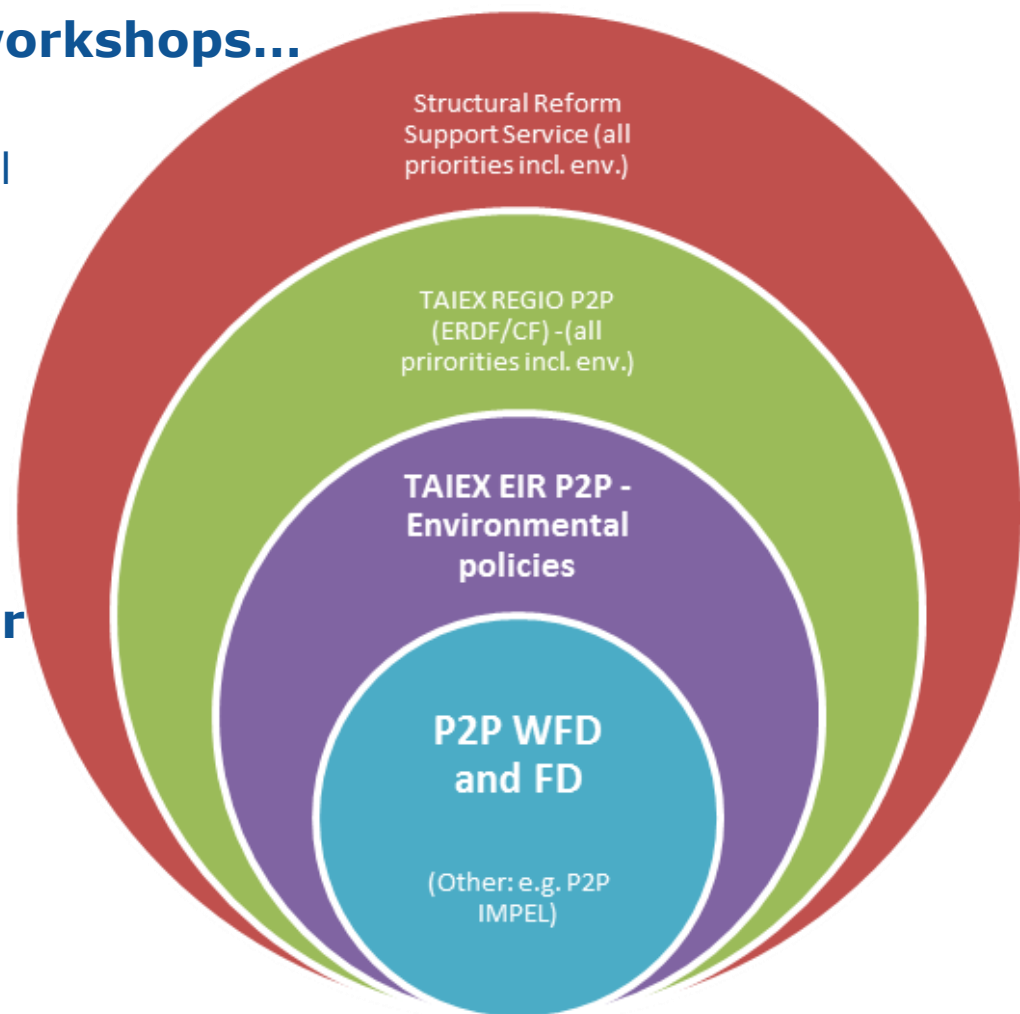 workshops...
l
Structural Reform
Support Service (all
priorities incl. env.)
TAIEX REGIO P2P
(ERDF/CF) -(all
prirorities incl. env.)
TAIEX EIR P2P -
Environmental
policies
r
P2P WFD
and FD
(Other: e.g. P2P
IMPEL)